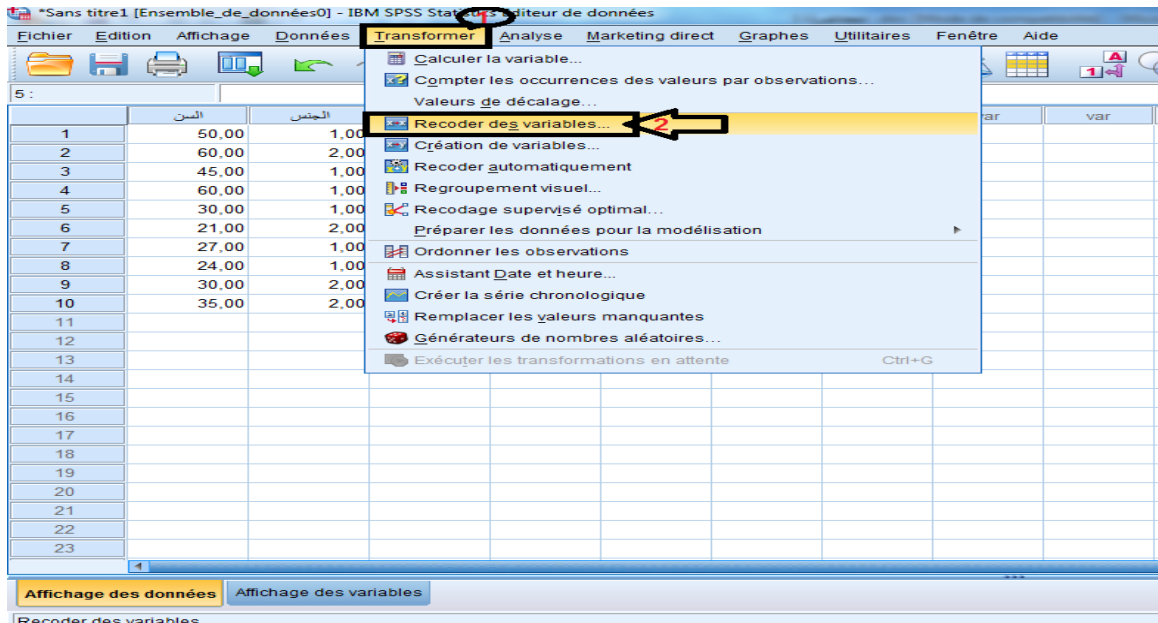 *Sans titre1 [Ensemble_de_données0] - IBM SPSS Statistics Editeur de données
1
Fichier Edition Affichage Données Transformer Analyse Marketing direct Graphes Utilitaires Fenêtre Aide
5 :
السن الجنس var var
Calculer la variable...
Compter les occurrences des valeurs par observations...
Valeurs de décalage...
Recoder des variables... 2
Création de variables...
Recoder automatiquement
Regroupement visuel...
Recodage supervisé optimal...
Préparer les données pour la modélisation
Ordonner les observations
Assistant Date et heure...
Créer la série chronologique
Remplacer les valeurs manquantes
Générateurs de nombres aléatoires...
Exécuter les transformations en attente Ctrl+G
1 50,00 1,00
2 60,00 2,00
3 45,00 1,00
4 60,00 1,00
5 30,00 1,00
6 21,00 2,00
7 27,00 1,00
8 24,00 1,00
9 30,00 2,00
10 35,00 2,00
11
12
13
14
15
16
17
18
19
20
21
22
23
Affichage des données Affichage des variables
Recoder des variables